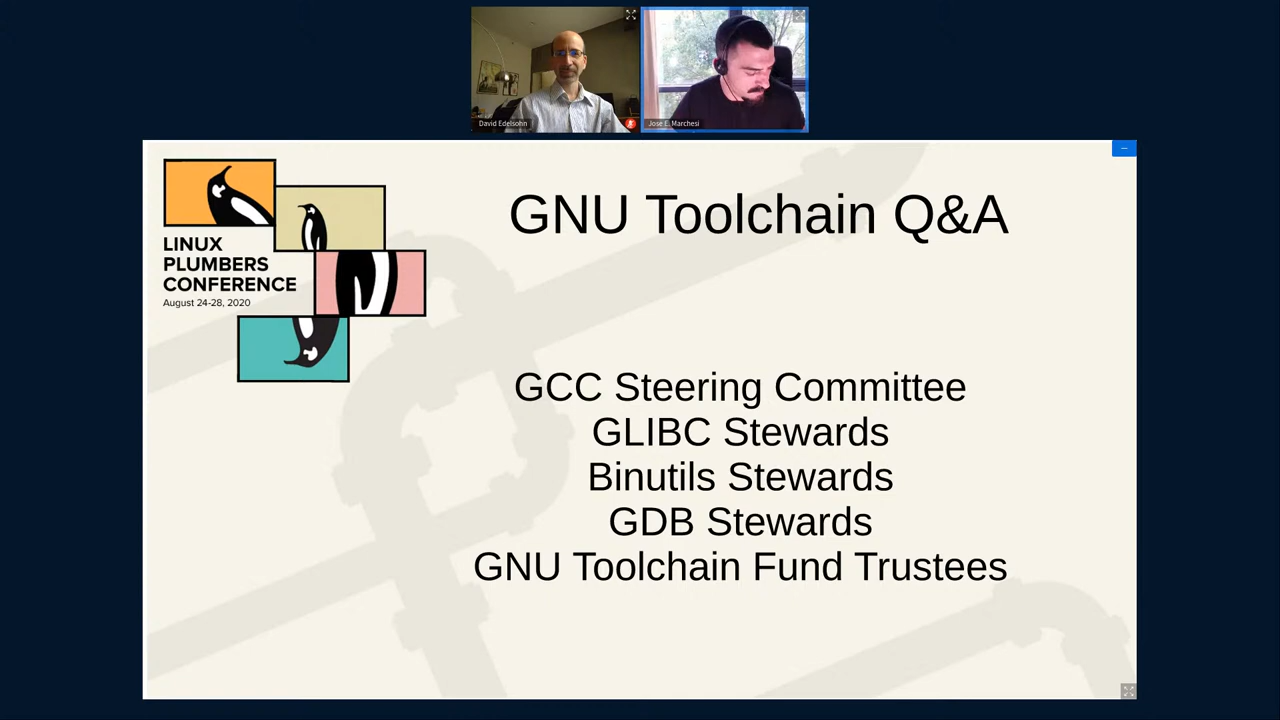 David Edelsohn
Jose E. Marchesi
GNU Toolchain Q&A
LINUX
PLUMBERS
CONFERENCE
August 24-28, 2020
GCC Steering Committee
GLIBC Stewards
Binutils Stewards
GDB Stewards
GNU Toolchain Fund Trustees